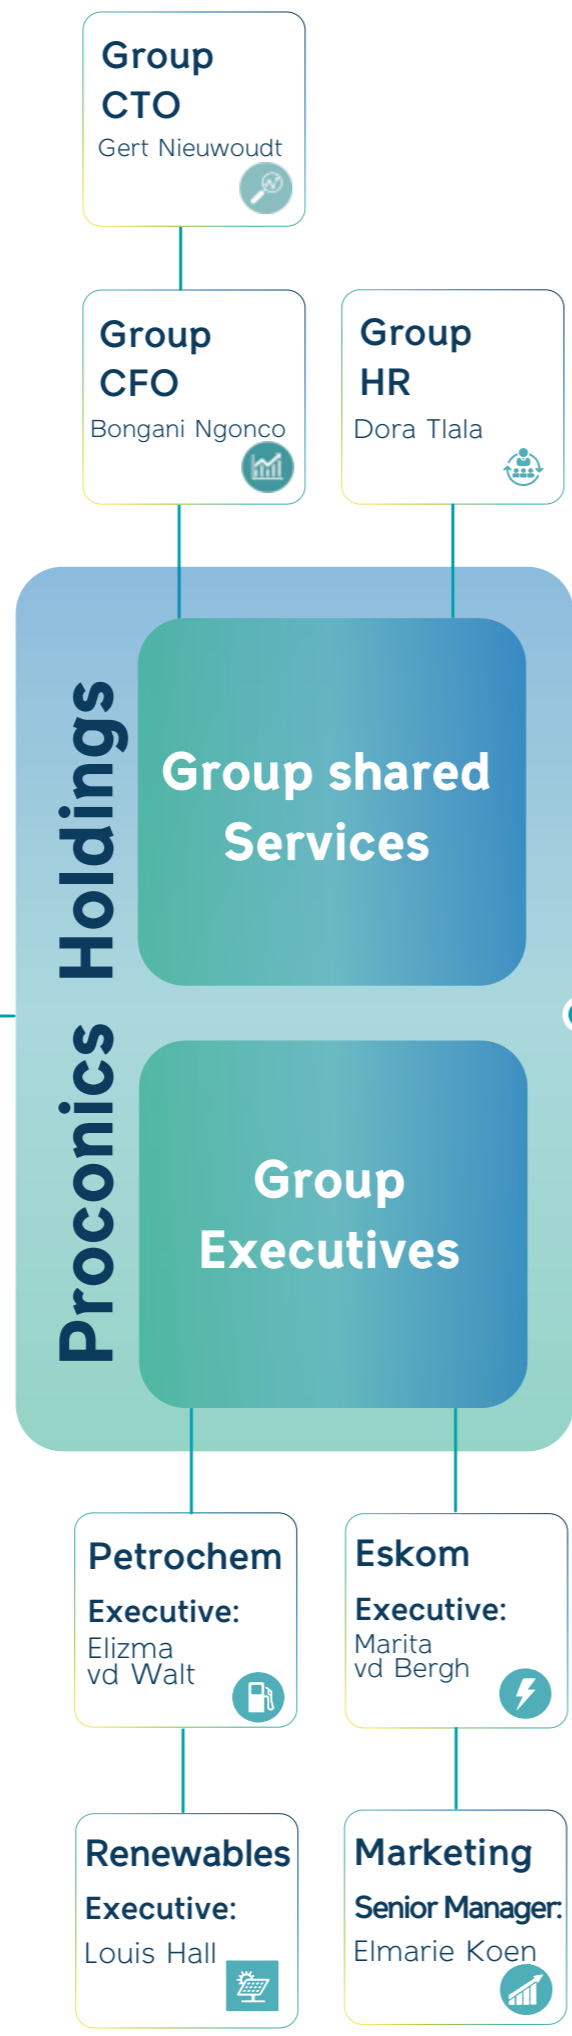 Group
CTO
Gert Nieuwoudt
Group
CFO
Bongani Ngonco
Group
HR
Dora Tlala
Proconics Holdings
Group shared
Services
Group
Executives
Petrochem
Executive:
Elizma
vd Walt
Eskom
Executive:
Marita
vd Bergh
Renewables
Executive:
Louis Hall
Marketing
Senior Manager:
Elmarie Koen